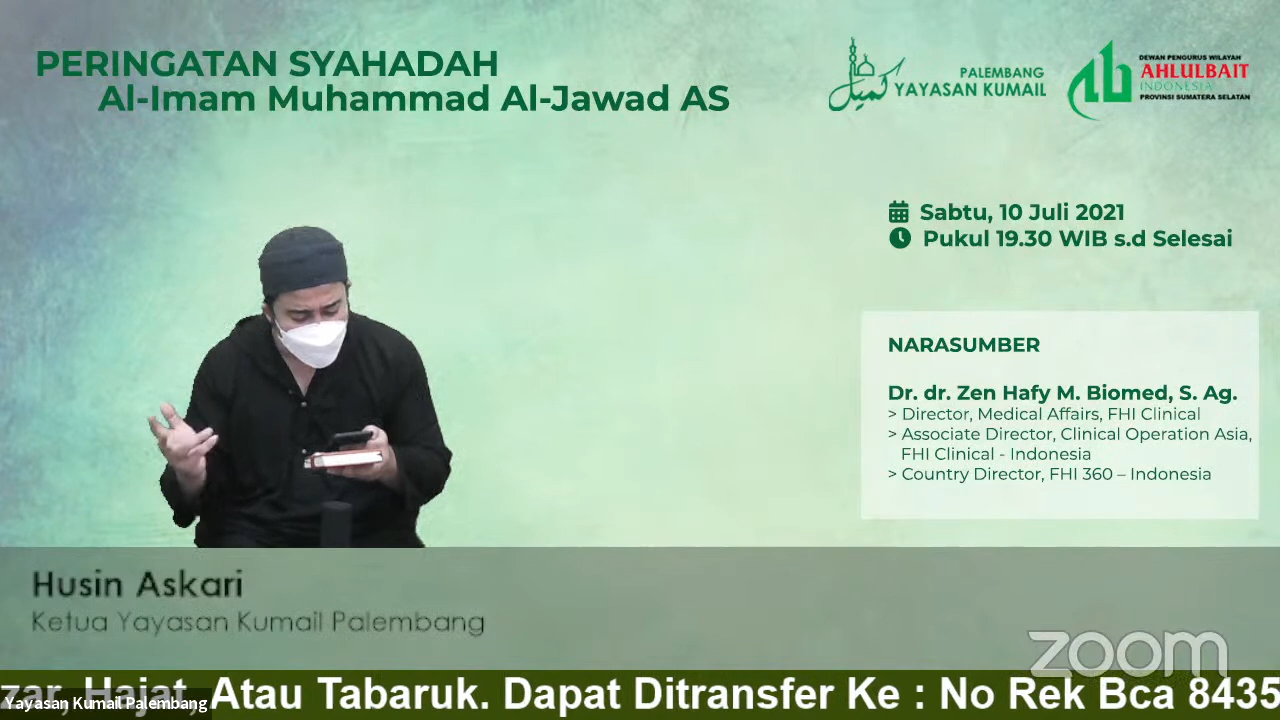 PERINGATAN SYAHADAH
Al-Imam Muhammad Al-Jawad AS
كميل
PALEMBANG
YAYASAN KUMAIL
DEWAN PENGURUS WILAYAH
AHLULBAIT
INDONESIA
PROVINSI SUMATERA SELATAN
Sabtu, 10 Juli 2021
Pukul 19.30 WIB s.d Selesai
NARASUMBER
Dr. dr. Zen Hafy M. Biomed, S. Ag.
> Director, Medical Affairs, FHI Clinical
> Associate Director, Clinical Operation Asia,
FHI Clinical - Indonesia
> Country Director, FHI 360 – Indonesia
Husin Askari
Ketua Yayasan Kumail Palembang
zoom
zar, Hajat, Atau Tabaruk. Dapat Ditransfer Ke : No Rek Bca 8435
Yayasan Kumail Palembang